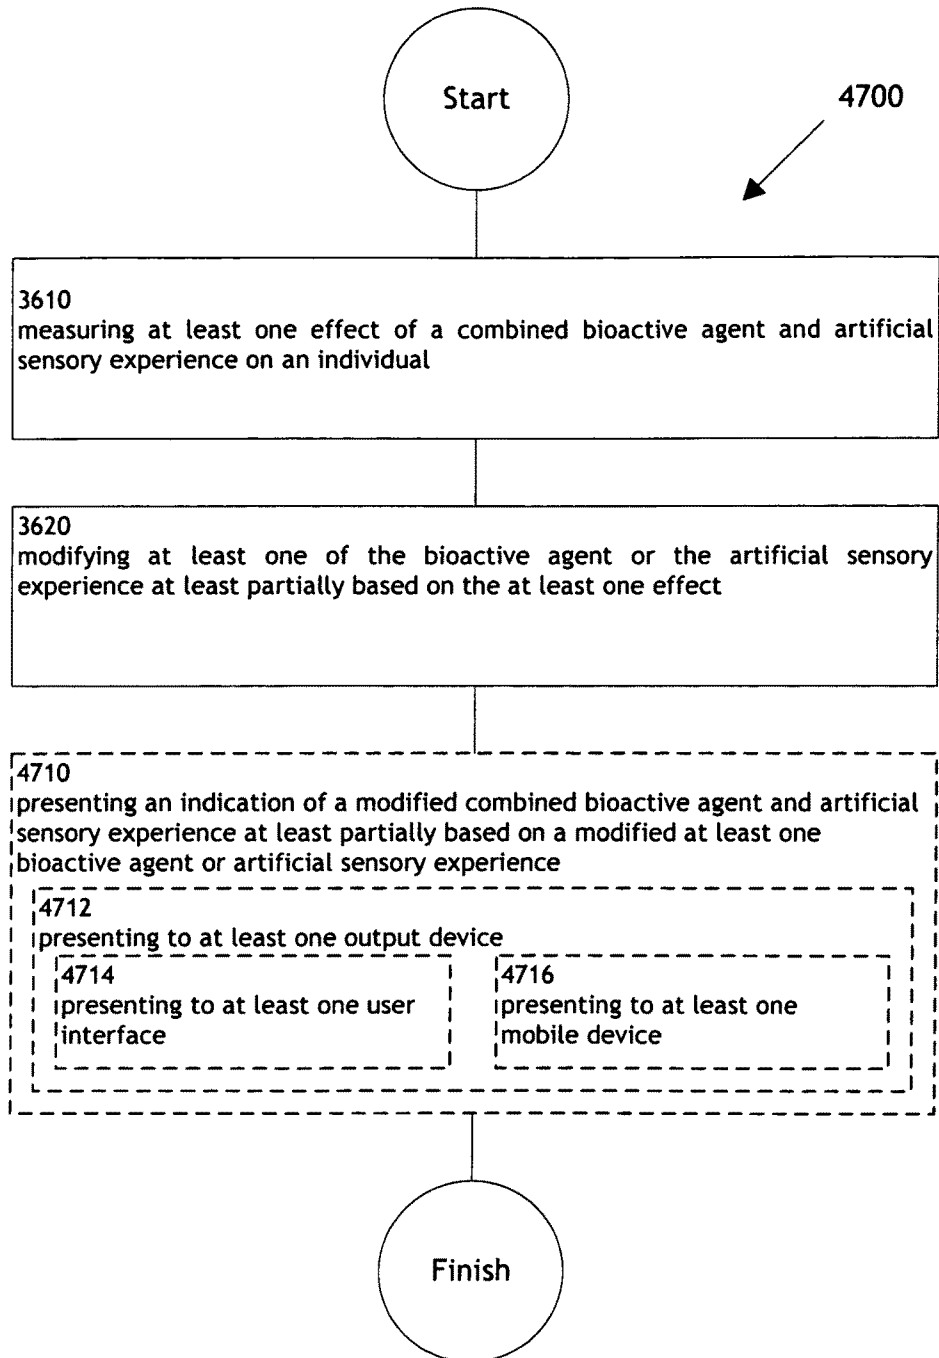 Start
4700
3610
measuring at least one effect of a combined bioactive agent and artificial
sensory experience on an individual
3620
modifying at least one of the bioactive agent or the artificial sensory
experience at least partially based on the at least one effect
4710
presenting an indication of a modified combined bioactive agent and artificial
sensory experience at least partially based on a modified at least one
bioactive agent or artificial sensory experience
4712
presenting to at least one output device
4714
presenting to at least one user
interface
4716
presenting to at least one
mobile device
Finish